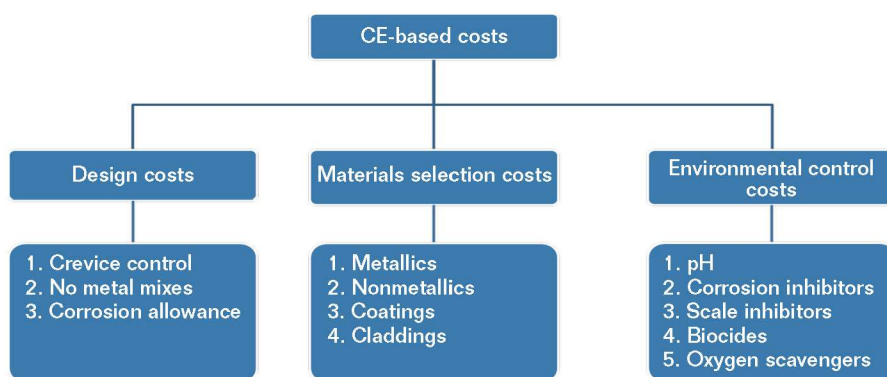 CE-based costs
Design costs
Materials selection costs
Environmental control
costs
1. Crevice control
2. No metal mixes
3. Corrosion allowance
1. Metallics
2. Nonmetallics
3. Coatings
4. Claddings
1. pH
2. Corrosion inhibitors
3. Scale inhibitors
4. Biocides
5. Oxygen scavengers